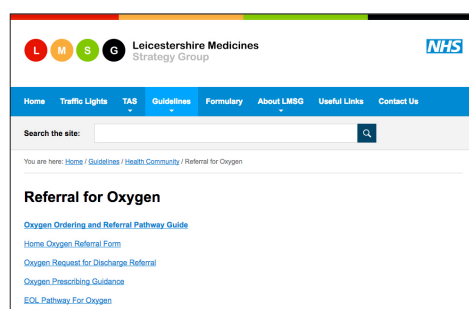 L M S G
Leicestershire Medicines
Strategy Group
NHS
Home Traffic Lights TAS Guidelines Formulary About LMSG Useful Links Contact Us
Search the site:
You are here: Home / Guidelines / Health Community / Referral for Oxygen
Referral for Oxygen
Oxygen Ordering and Referral Pathway Guide
Home Oxygen Referral Form
Oxygen Request for Discharge Referral
Oxygen Prescribing Guidance
EOL Pathway For Oxygen